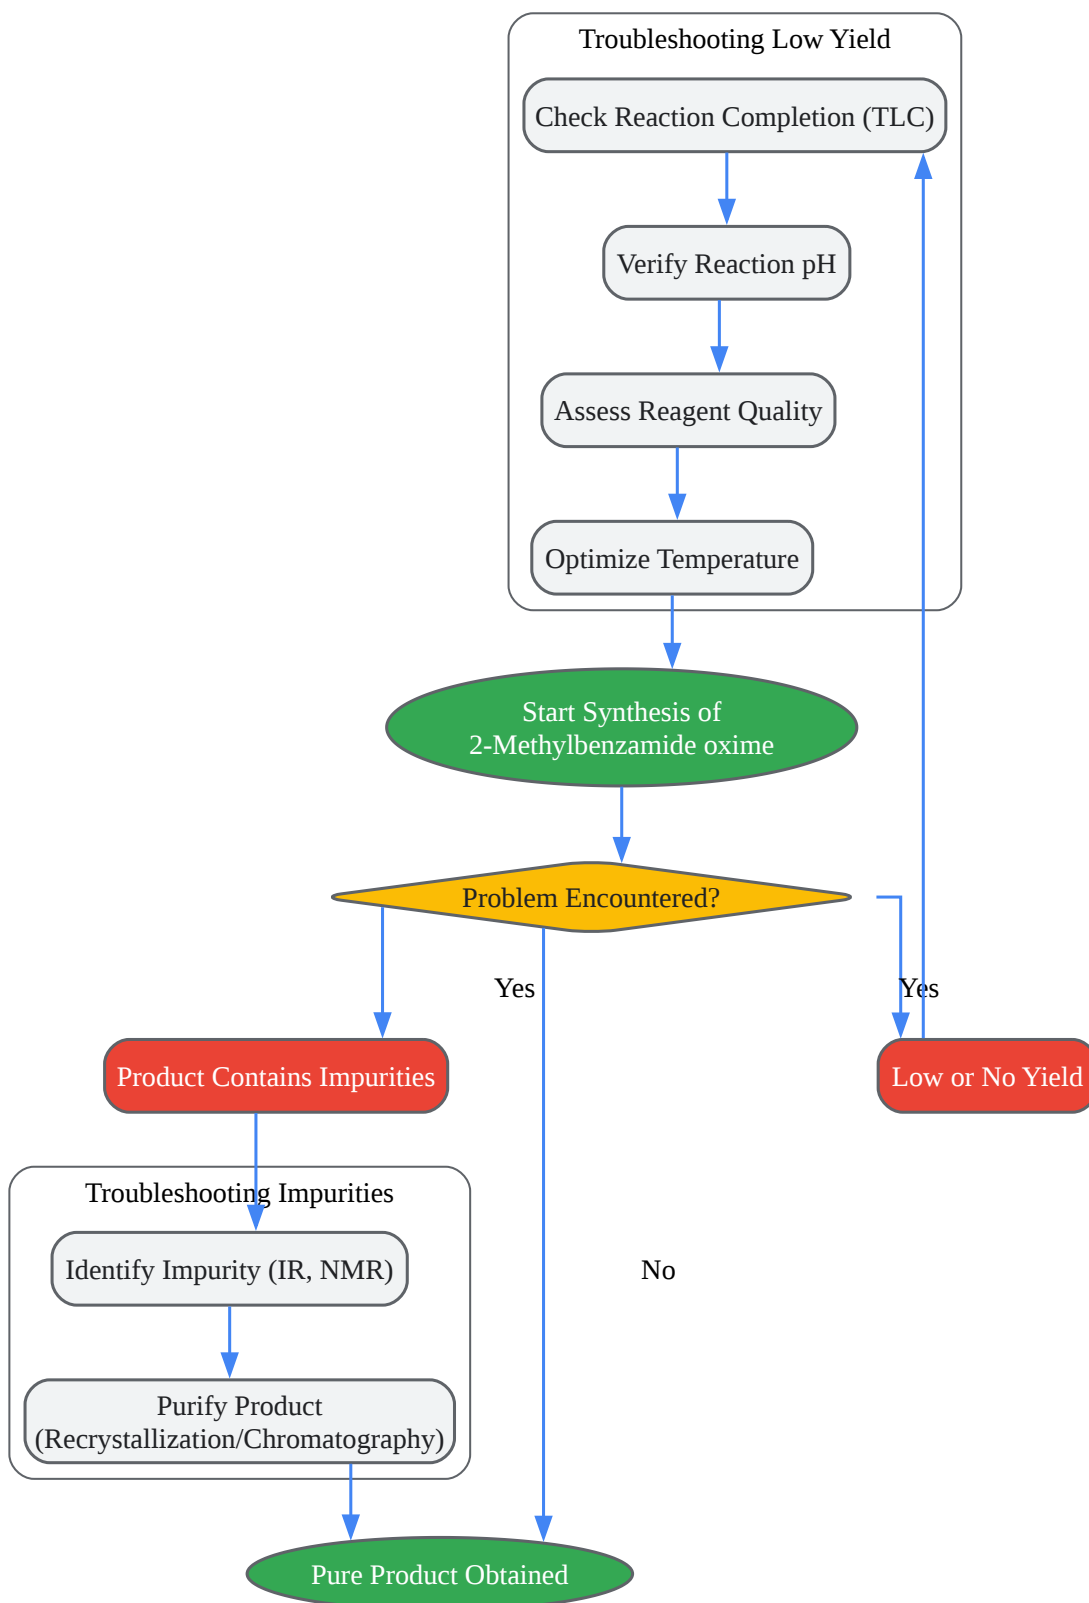 Troubleshooting Low Yield
Check Reaction Completion (TLC)
Verify Reaction pH
Assess Reagent Quality
Optimize Temperature
Start Synthesis of
2-Methylbenzamide oxime
Problem Encountered?
Yes
Yes
Product Contains Impurities
Low or No Yield
Troubleshooting Impurities
Identify Impurity (IR, NMR)
No
Purify Product
(Recrystallization/Chromatography)
Pure Product Obtained